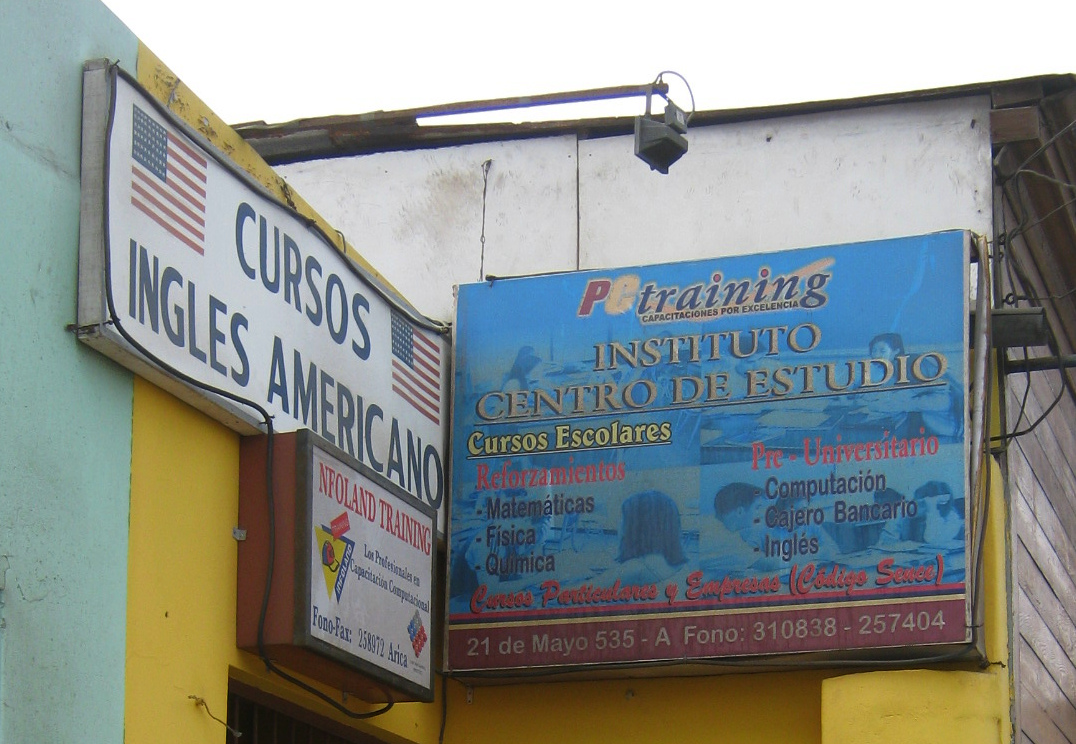 CURSOS
INGLES AMERICANO
NFOLAND TRAINING
INFOLAND
Los Profesionales en
Capacitación Computacional
Fono-Fax: 258972 Arica
PCtraining
CAPACITACIONES POR EXCELENCIA
INSTITUTO
CENTRO DE ESTUDIO
Cursos Escolares
Reforzamientos
- Matemáticas
- Física
- Química
Pre - Universitario
- Computación
- Cajero Bancario
- Inglés
Cursos Particulares y Empresas (Código Sence)
21 de Mayo 535 - A Fono: 310838 - 257404